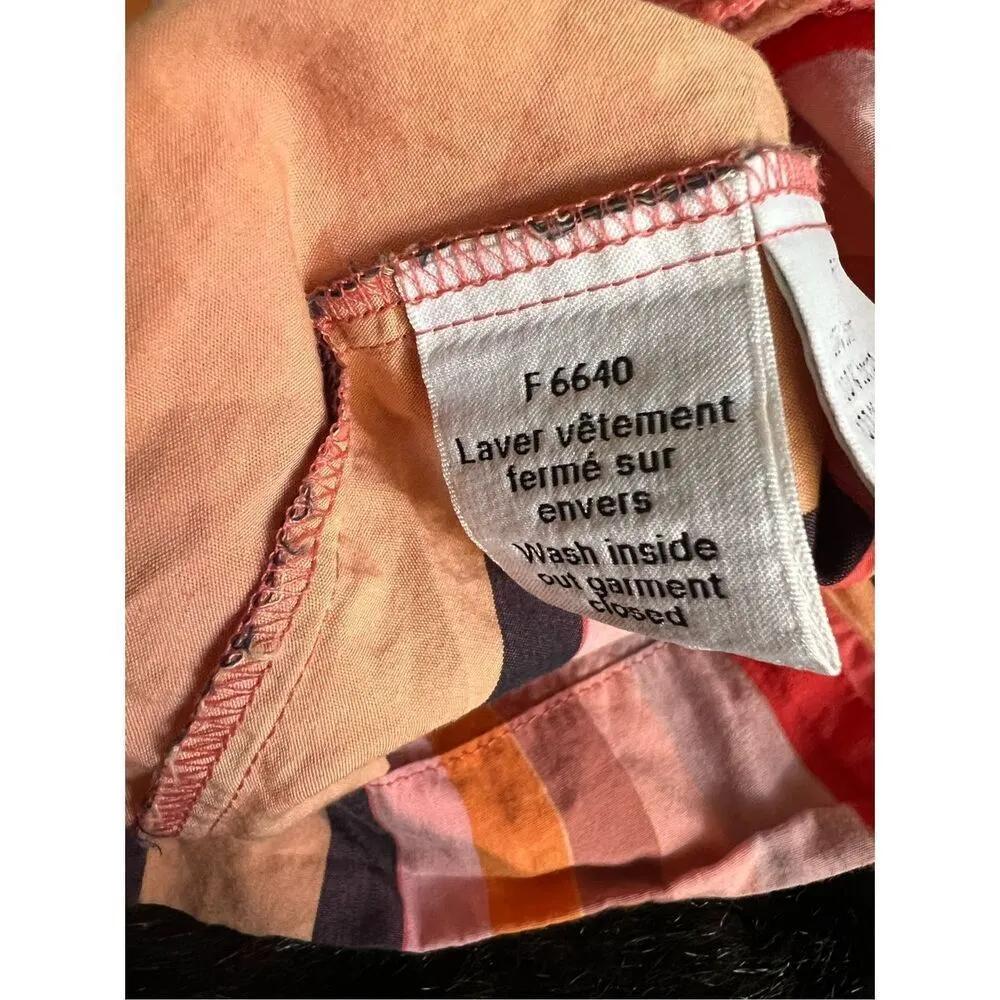 F 6640
Laver vêtement
fermé sur
envers
Wash inside
out garment
closed